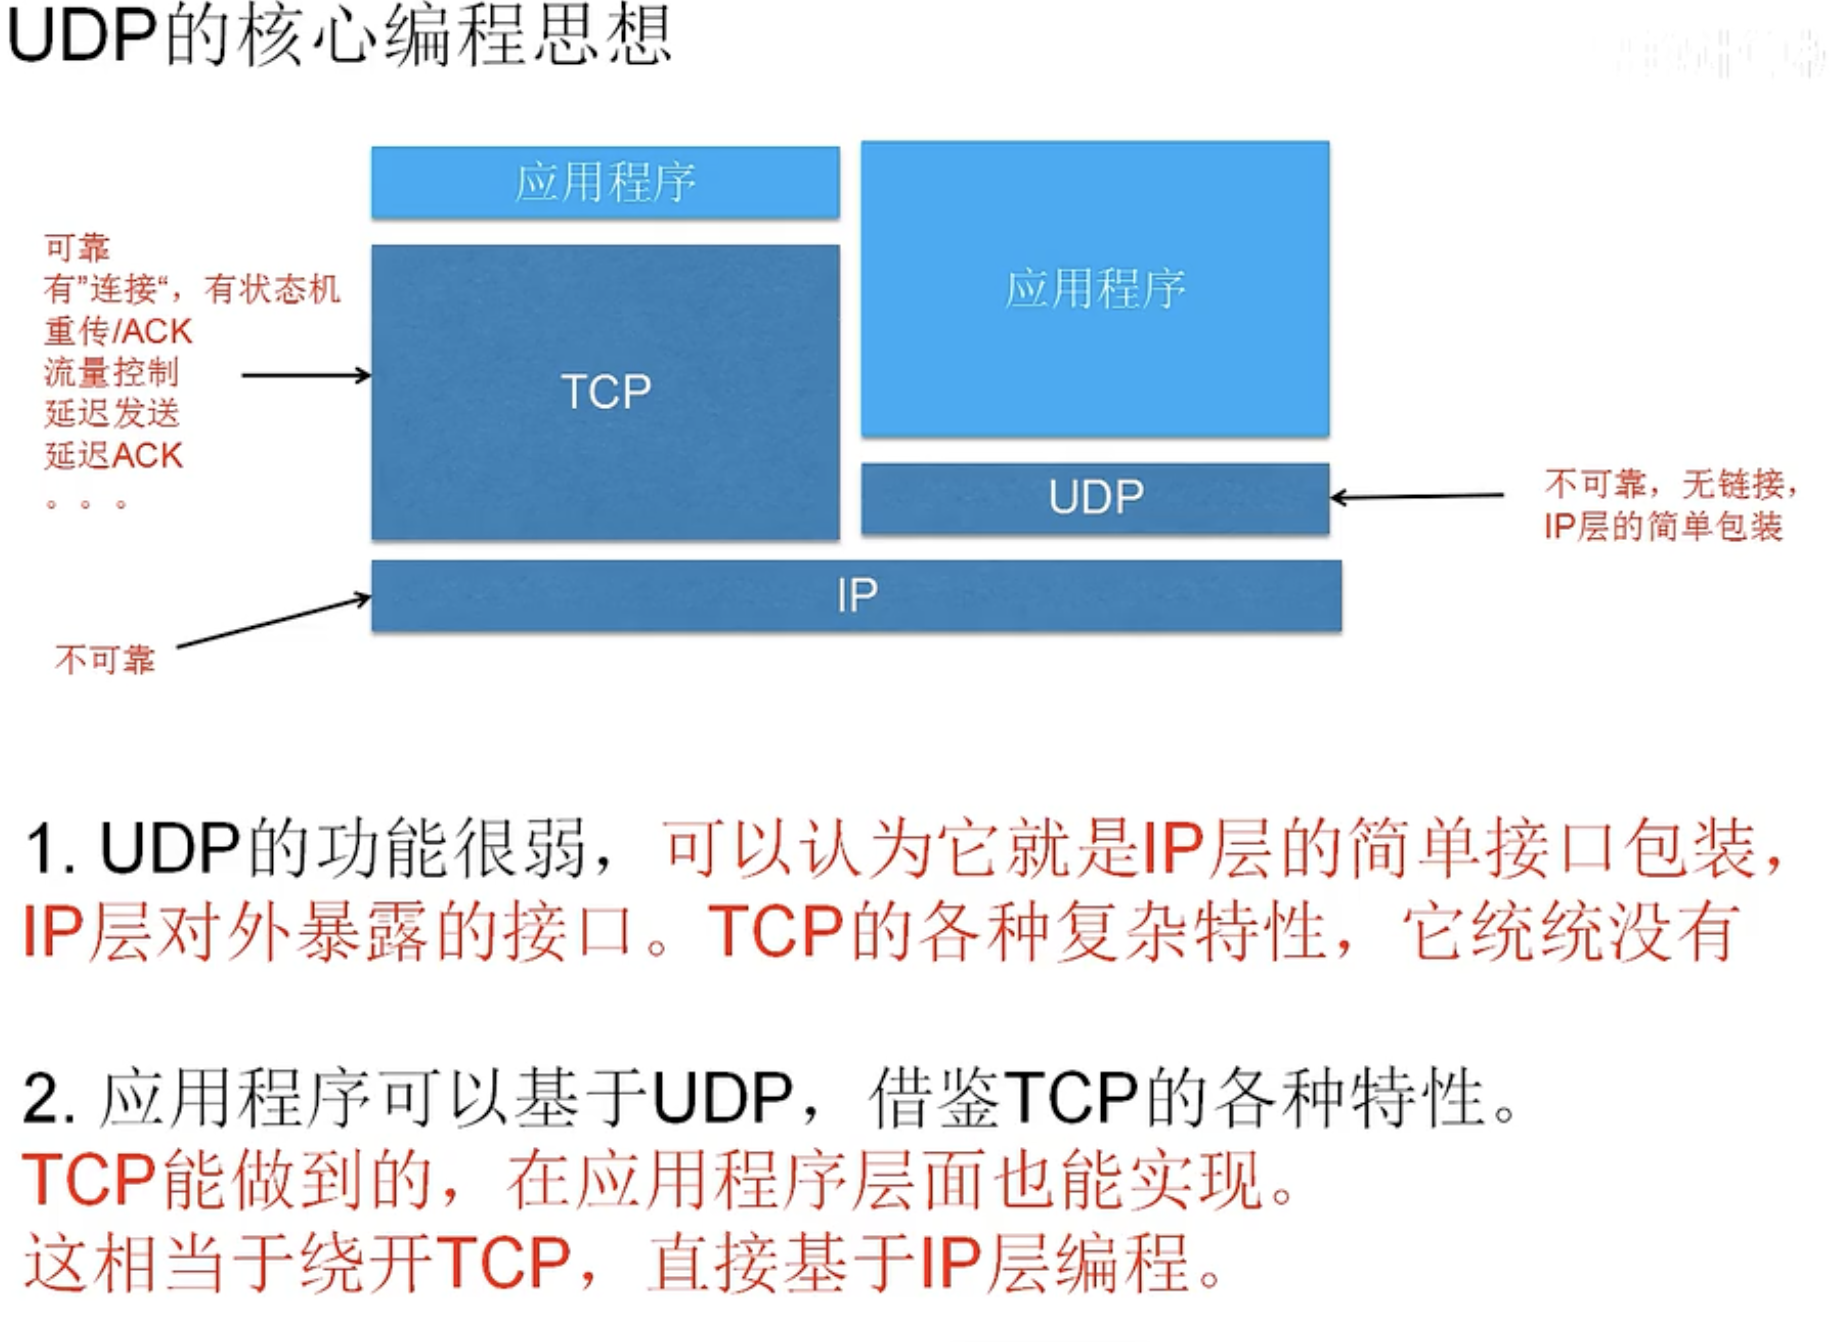 UDP的核心编程思想
应用程序
应用程序
可靠
有”连接“，有状态机
重传/ACK
流量控制
延迟发送
延迟ACK
。。。
TCP
UDP
不可靠，无链接，
IP层的简单包装
IP
不可靠
1. UDP的功能很弱，可以认为它就是IP层的简单接口包装，
IP层对外暴露的接口。TCP的各种复杂特性，它统统没有
2. 应用程序可以基于UDP，借鉴TCP的各种特性。
TCP能做到的，在应用程序层面也能实现。
这相当于绕开TCP，直接基于IP层编程。